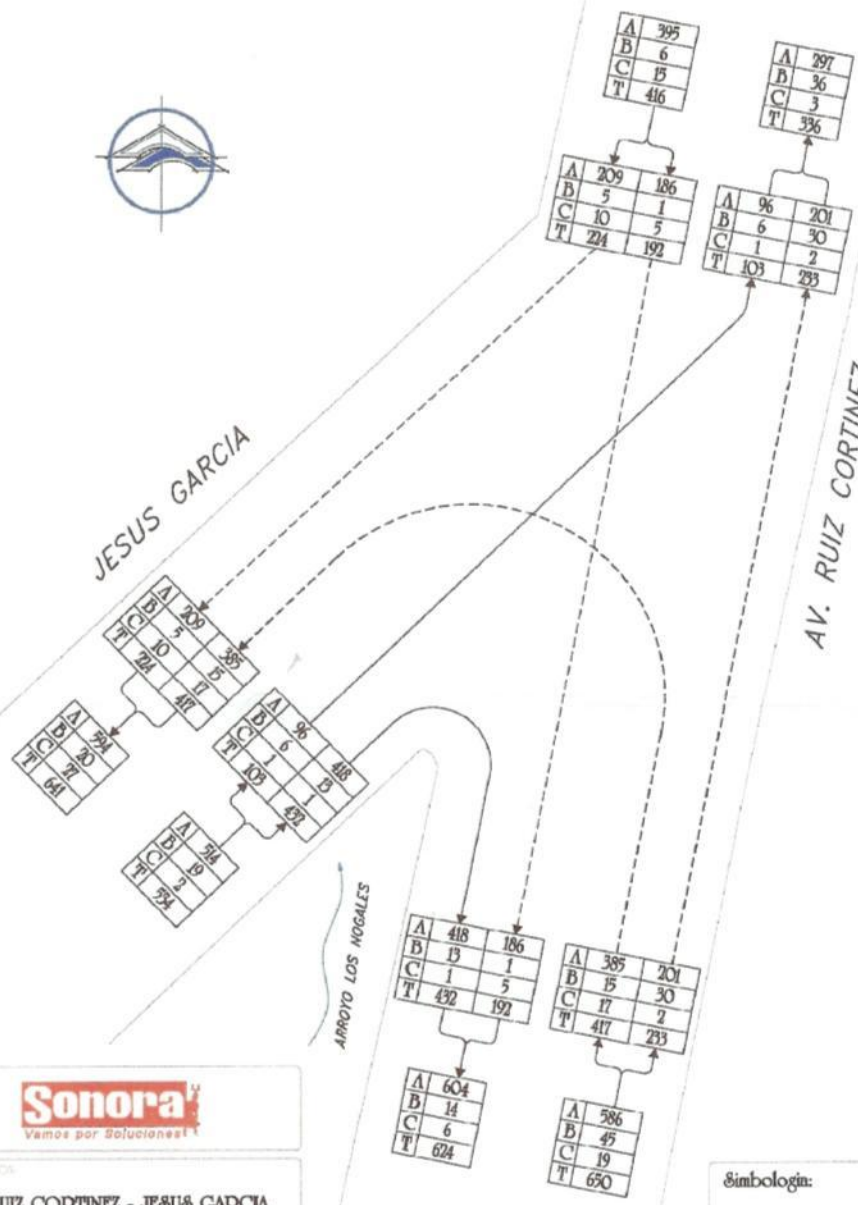 A 395
B 6
C 15
T 416
A 297
B 36
C 3
T 336
A 209 186
B 5 1
C 10 5
T 224 192
A 96 201
B 6 30
C 1 2
T 103 233
JESUS GARCIA
AV. RUIZ CORTINEZ
A 209 385
B 5 15
C 10 17
T 224 417
A 594
B 20
C 27
T 641
A 96 418
B 6 13
C 1 1
T 103 432
A 514
B 19
C 2
T 534
ARROYO LOS NOGALES
A 418 186
B 13 1
C 1 5
T 432 192
A 385 201
B 15 30
C 17 2
T 417 233
A 604
B 14
C 6
T 624
A 586
B 45
C 19
T 650
Sonora
Vamos por Soluciones!
CORTINEZ - JESUS GARCIA
Simbologia: